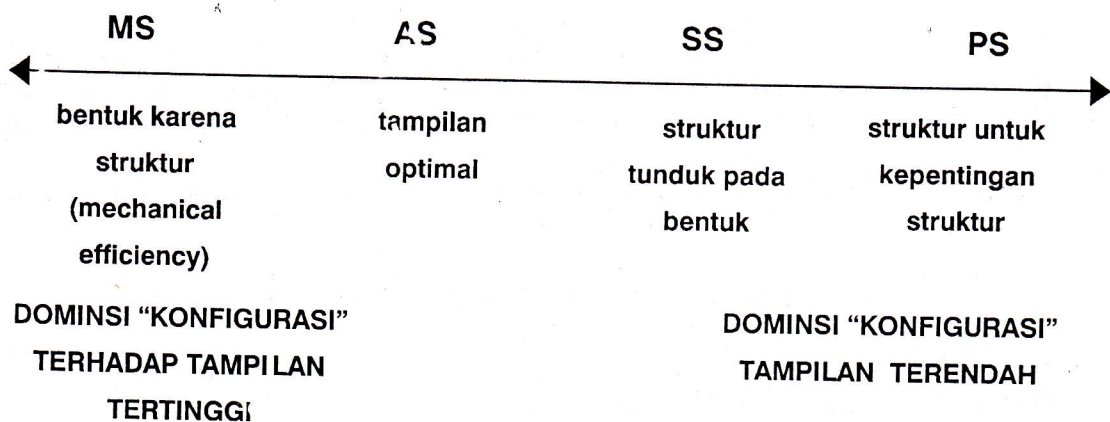 MS AS SS PS
bentuk karena
struktur
(mechanical
efficiency)
tampilan
optimal
struktur
tunduk pada
bentuk
struktur untuk
kepentingan
struktur
DOMINSI “KONFIGURASI”
TERHADAP TAMPILAN
TERTINGGI
DOMINSI “KONFIGURASI”
TAMPILAN TERENDAH